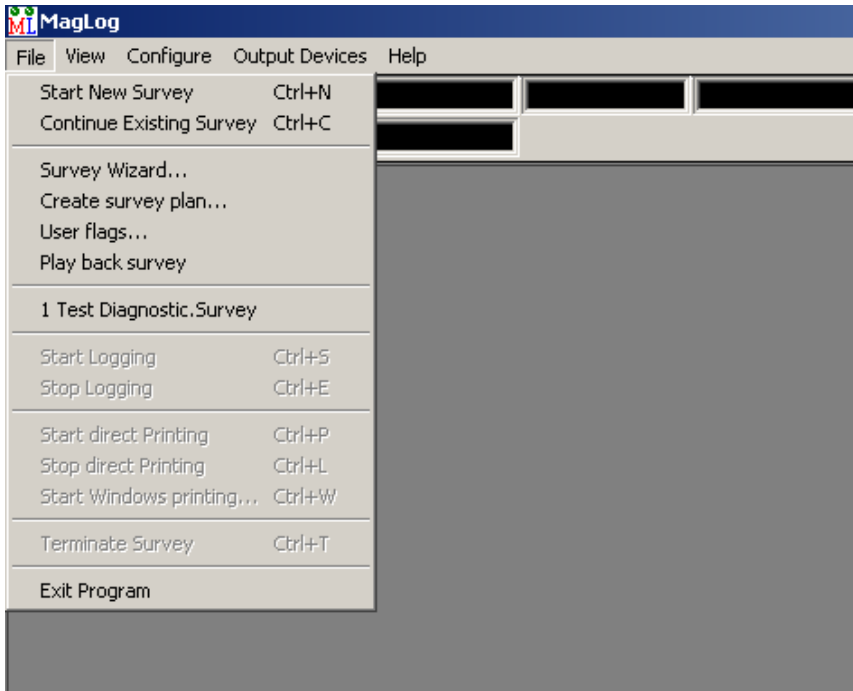 ML MagLog
File View Configure Output Devices Help
Start New Survey Ctrl+N
Continue Existing Survey Ctrl+C
Survey Wizard...
Create survey plan...
User flags...
Play back survey
1 Test Diagnostic.Survey
Start Logging Ctrl+S
Stop Logging Ctrl+E
Start direct Printing Ctrl+P
Stop direct Printing Ctrl+L
Start Windows printing... Ctrl+W
Terminate Survey Ctrl+T
Exit Program